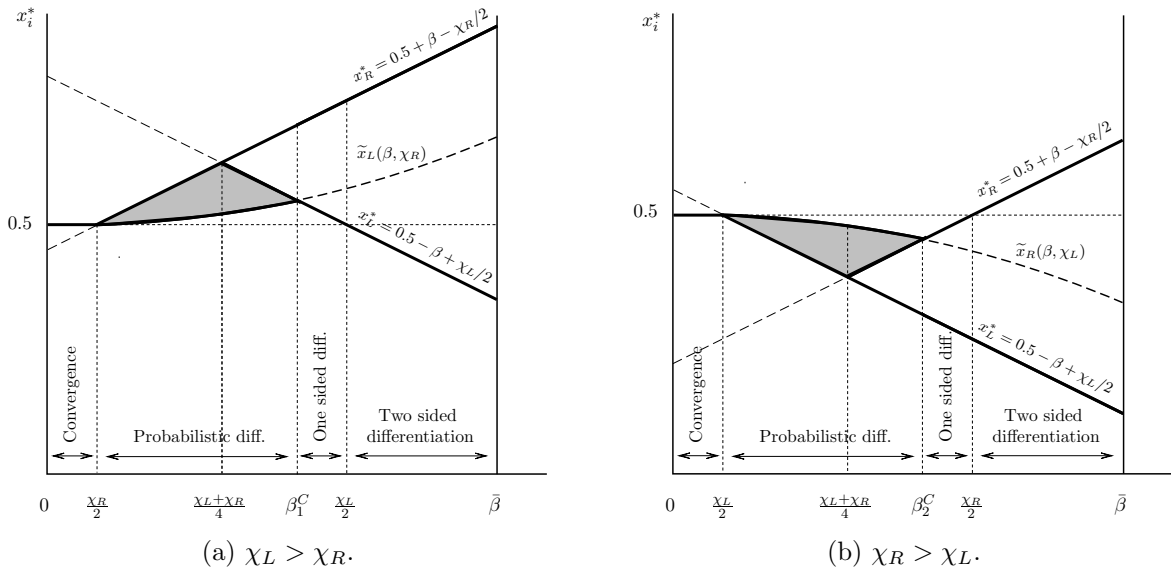 x_i^*
x_R^* = 0.5 + β − χ_R/2
x̃_L(β, χ_R)
0.5
x_L^* = 0.5 − β + χ_L/2
Convergence
Probabilistic diff.
One sided diff.
Two sided
differentiation
0
χ_R/2
(χ_L+χ_R)/4
β_1^C
χ_L/2
β̄
(a) χ_L > χ_R.
x_i^*
x_R^* = 0.5 + β − χ_R/2
0.5
x̃_R(β, χ_L)
x_L^* = 0.5 − β + χ_L/2
Convergence
Probabilistic diff.
One sided diff.
Two sided
differentiation
0
χ_L/2
(χ_L+χ_R)/4
β_2^C
χ_R/2
β̄
(b) χ_R > χ_L.